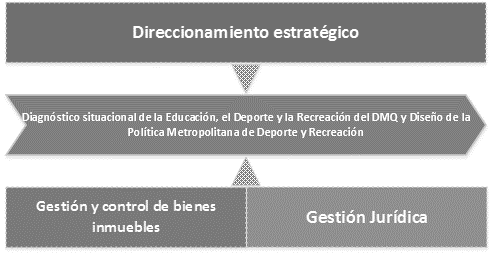 Direccionamiento estratégico
Diagnóstico situacional de la Educación, el Deporte y la Recreación del DMQ y Diseño de la
Política Metropolitana de Deporte y Recreación
Gestión y control de bienes
inmuebles
Gestión Jurídica